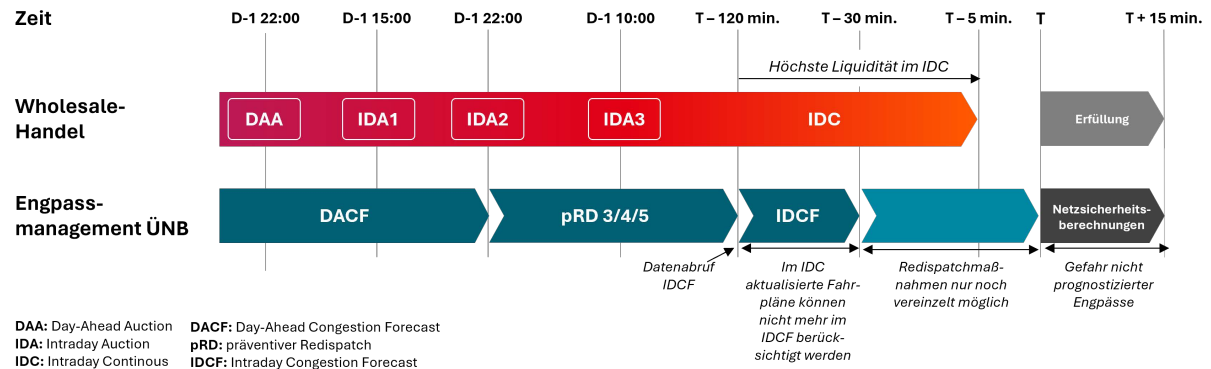 Zeit
D-1 22:00
D-1 15:00
D-1 22:00
D-1 10:00
T – 120 min.
T – 30 min.
T – 5 min.
T
T + 15 min.
Höchste Liquidität im IDC
Wholesale-
Handel
DAA
IDA1
IDA2
IDA3
IDC
Erfüllung
Engpass-
management ÜNB
DACF
pRD 3/4/5
IDCF
Netzsicherheits-
berechnungen
Datenabruf
IDCF
Im IDC
aktualisierte Fahr-
pläne können
nicht mehr im
IDCF berück-
sichtigt werden
Redispatchmaß-
nahmen nur noch
vereinzelt möglich
Gefahr nicht
prognostizierter
Engpässe
DAA: Day-Ahead Auction
IDA: Intraday Auction
IDC: Intraday Continous
DACF: Day-Ahead Congestion Forecast
pRD: präventiver Redispatch
IDCF: Intraday Congestion Forecast